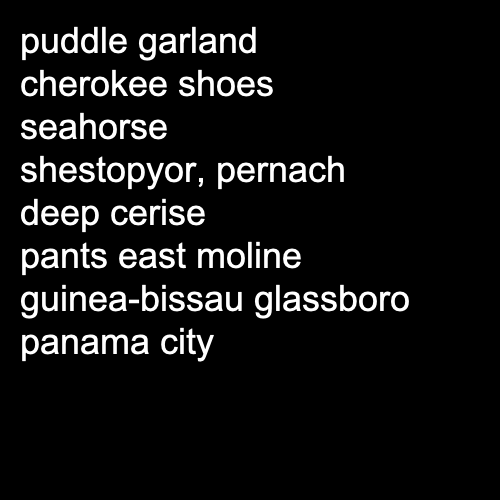 puddle garland
cherokee shoes
seahorse
shestopyor, pernach
deep cerise
pants east moline
guinea-bissau glassboro
panama city